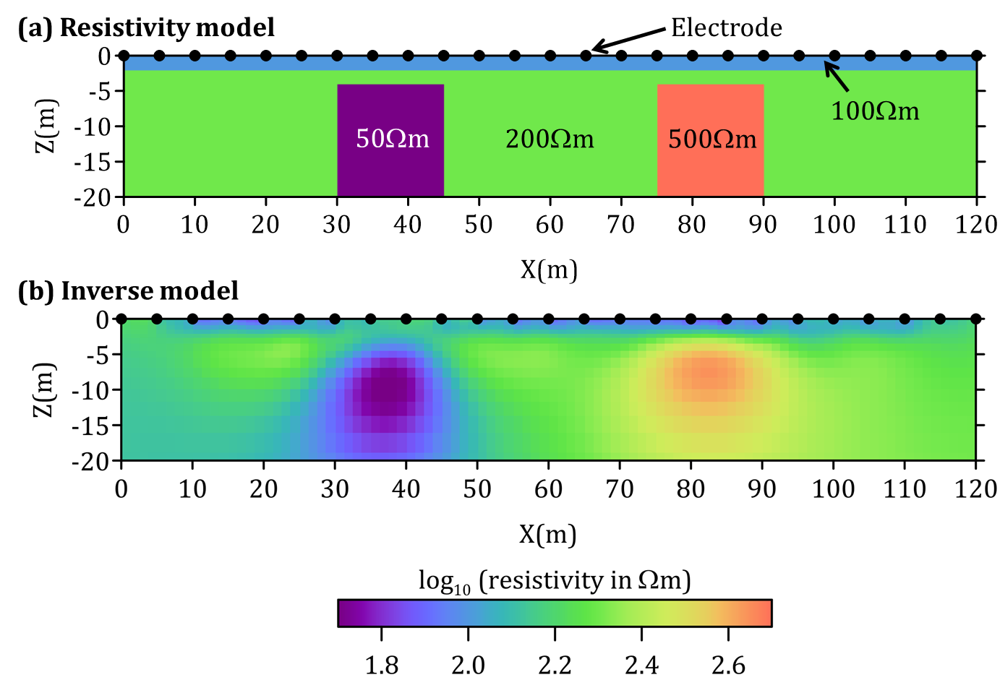 (a) Resistivity model
Electrode
0
-5
-10
-15
-20
Z(m)
50Ωm
200Ωm
500Ωm
100Ωm
0 10 20 30 40 50 60 70 80 90 100 110 120
X(m)
(b) Inverse model
0
-5
-10
-15
-20
Z(m)
0 10 20 30 40 50 60 70 80 90 100 110 120
X(m)
log₁₀ (resistivity in Ωm)
1.8 2.0 2.2 2.4 2.6